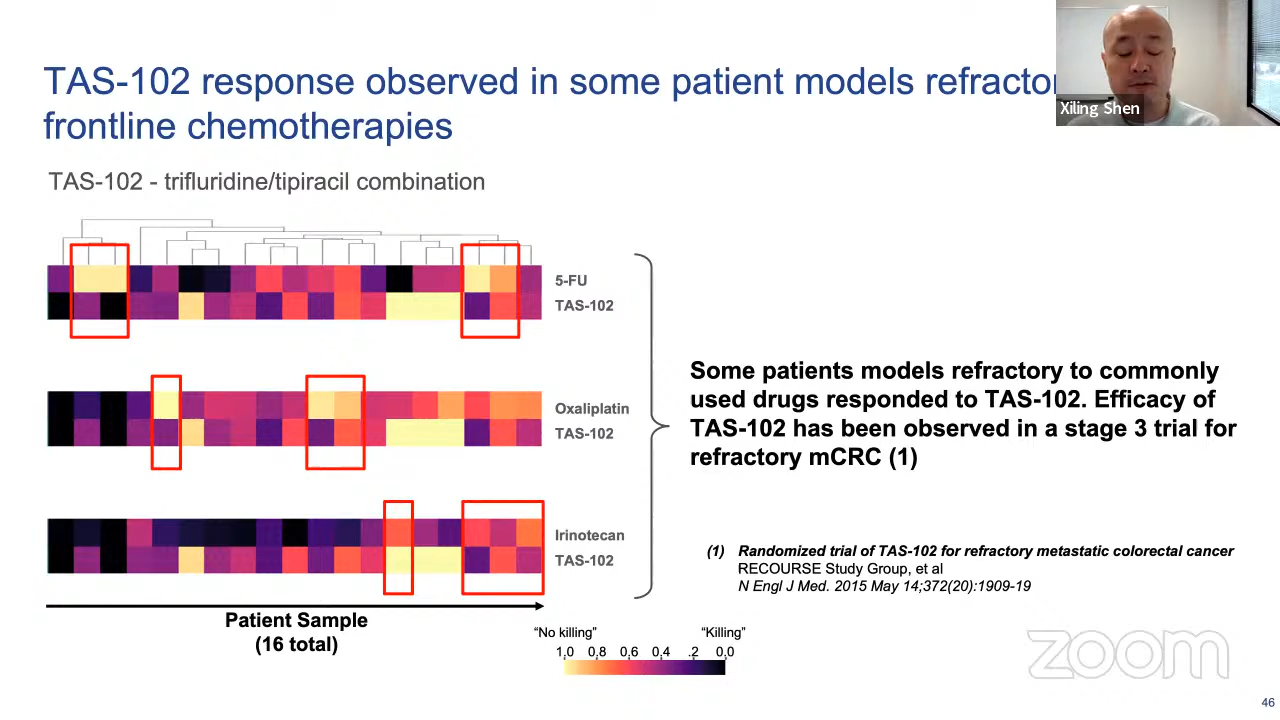 TAS-102 response observed in some patient models refractory
frontline chemotherapies
Xiling Shen
TAS-102 - trifluridine/tipiracil combination
5-FU
TAS-102
Oxaliplatin
TAS-102
Irinotecan
TAS-102
Patient Sample
(16 total)
Some patients models refractory to commonly
used drugs responded to TAS-102. Efficacy of
TAS-102 has been observed in a stage 3 trial for
refractory mCRC (1)
(1) Randomized trial of TAS-102 for refractory metastatic colorectal cancer
RECOURSE Study Group, et al
N Engl J Med. 2015 May 14;372(20):1909-19
“No killing” “Killing”
1,0 0,8 0,6 0,4 .2 0,0
zoom
46